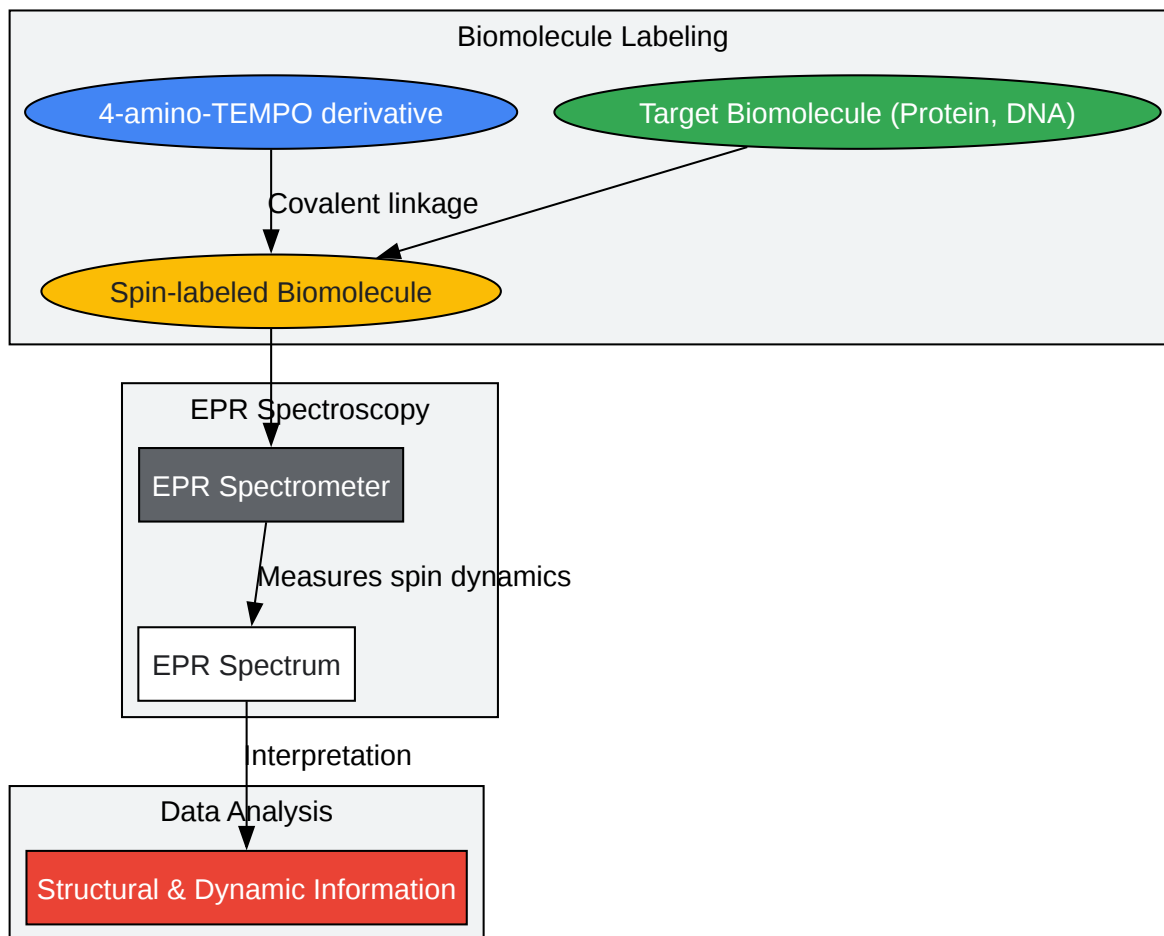 Biomolecule Labeling
4-amino-TEMPO derivative
Target Biomolecule (Protein, DNA)
Covalent linkage
Spin-labeled Biomolecule
EPR Spectroscopy
EPR Spectrometer
Measures spin dynamics
EPR Spectrum
Interpretation
Data Analysis
Structural & Dynamic Information